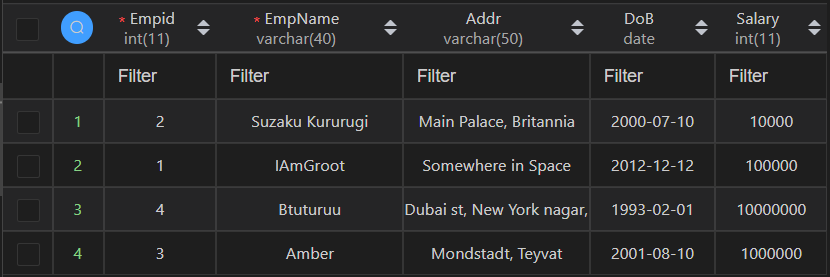 * Empid * EmpName Addr DoB Salary
int(11) varchar(40) varchar(50) date int(11)
Filter Filter Filter Filter Filter
1 2 Suzaku Kururugi Main Palace, Britannia 2000-07-10 10000
2 1 IAmGroot Somewhere in Space 2012-12-12 100000
3 4 Btuturuu Dubai st, New York nagar, 1993-02-01 10000000
4 3 Amber Mondstadt, Teyvat 2001-08-10 1000000